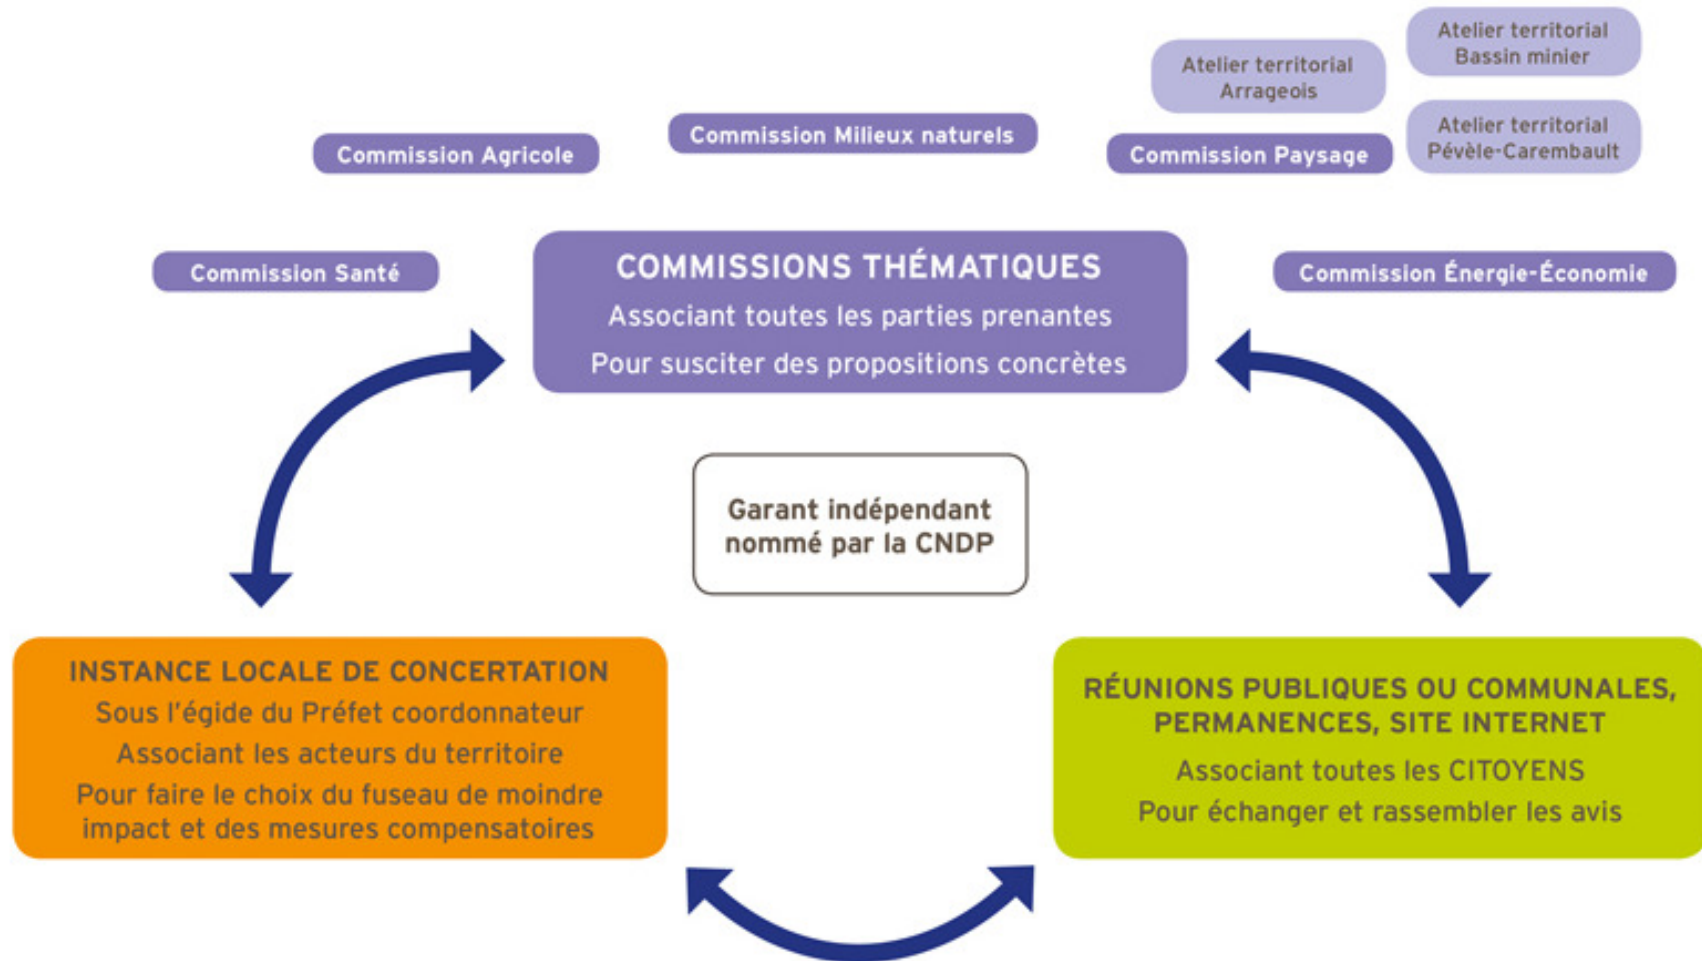 Atelier territorial
Bassin minier
Atelier territorial
Arrageois
Atelier territorial
Pévèle-Carembault
Commission Milieux naturels
Commission Agricole
Commission Paysage
Commission Santé
Commission Énergie-Économie
COMMISSIONS THÉMATIQUES
Associant toutes les parties prenantes
Pour susciter des propositions concrètes
Garant indépendant
nommé par la CNDP
INSTANCE LOCALE DE CONCERTATION
Sous l'égide du Préfet coordonnateur
Associant les acteurs du territoire
Pour faire le choix du fuseau de moindre
impact et des mesures compensatoires
RÉUNIONS PUBLIQUES OU COMMUNALES,
PERMANENCES, SITE INTERNET
Associant toutes les CITOYENS
Pour échanger et rassembler les avis